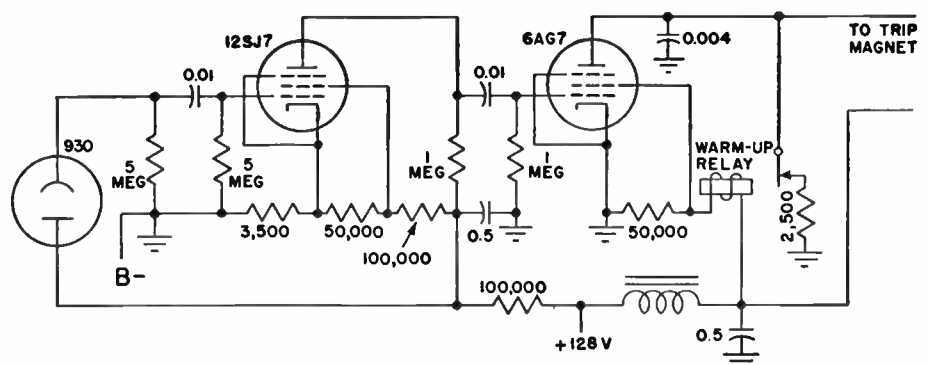 12SJ7
6AG7
0.004
TO TRIP
MAGNET
0.01
0.01
930
5
MEG
5
MEG
1
MEG
1
MEG
WARM-UP
RELAY
3,500
50,000
100,000
0.5
50,000
2,500
B-
100,000
+128V
0.5